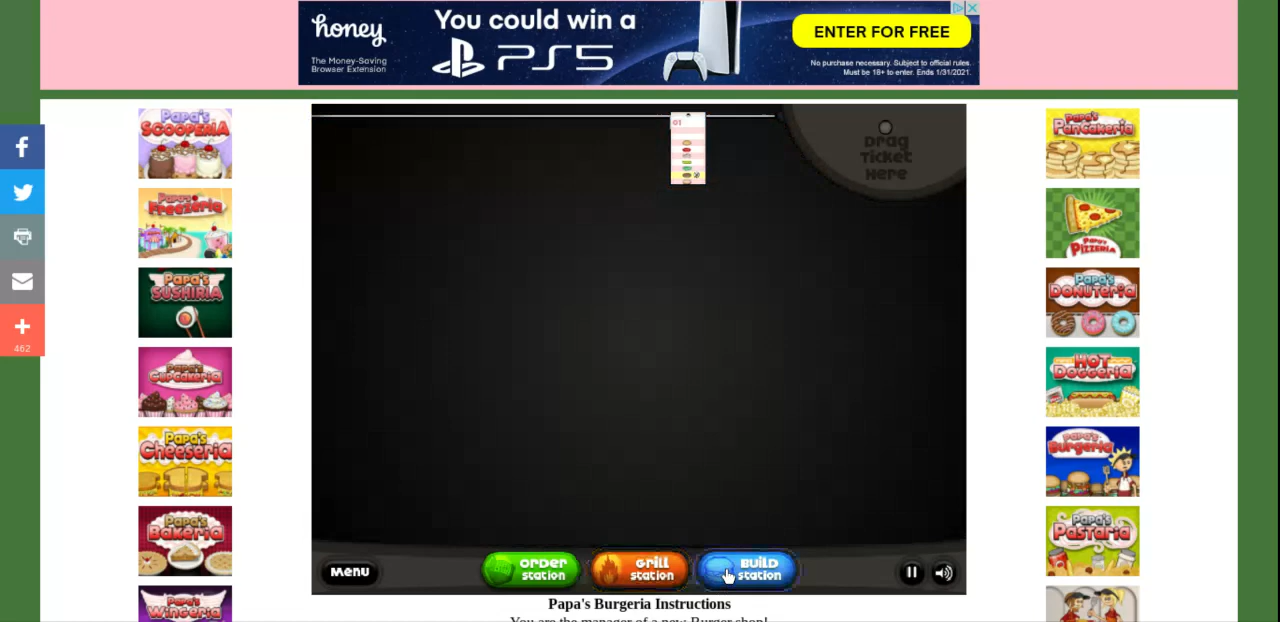 honey
The Money-Saving
Browser Extension
You could win a
PS5
ENTER FOR FREE
No purchase necessary. Subject to official rules.
Must be 18+ to enter. Ends 1/31/2021.
Papa's
SCOOPERIA
Papa's
FREEZERIA
Papa's
SUSHIRIA
Papa's
CUPCAKERIA
Papa's
CHEESERIA
Papa's
BAKERIA
Papa's
WINGERIA
462
01
Drag
Ticket
Here
MENU
ORDER
station
GRILL
station
BUILD
station
Papa's
PANCAKERIA
Papa's
PIZZERIA
Papa's
DONUTERIA
HOT
DOGGERIA
Papa's
BURGERIA
Papa's
PASTARIA
Papa's Burgeria Instructions
You are the manager of a new Burger shop!